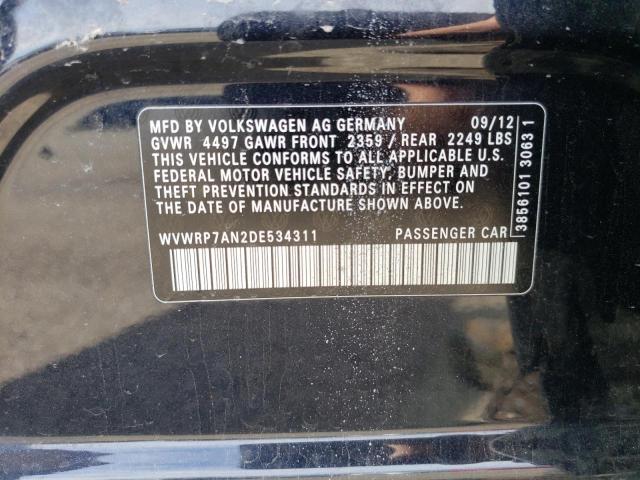 MFD BY VOLKSWAGEN AG GERMANY 09/12
GVWR 4497 GAWR FRONT 2359 / REAR 2249 LBS
THIS VEHICLE CONFORMS TO ALL APPLICABLE U.S.
FEDERAL MOTOR VEHICLE SAFETY, BUMPER AND
THEFT PREVENTION STANDARDS IN EFFECT ON
THE DATE OF MANUFACTURE SHOWN ABOVE.
WVWRP7AN2DE534311 PASSENGER CAR
3856101 30631